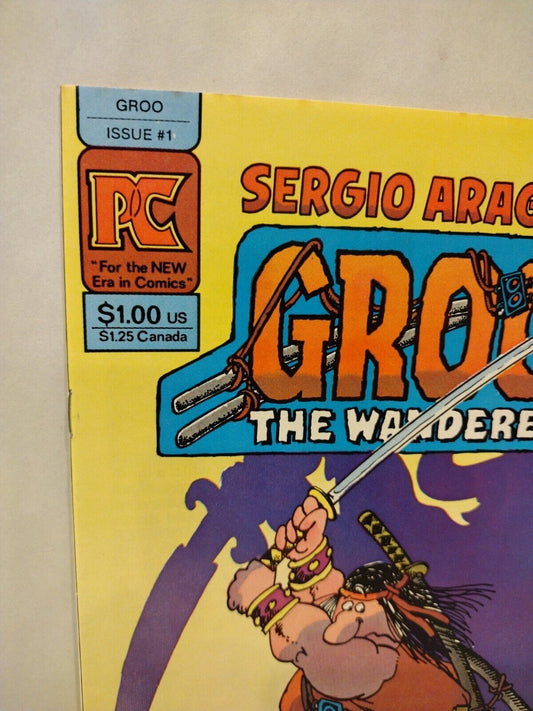 GROO
ISSUE #1
PC
"For the NEW
Era in Comics"
$1.00 US
$1.25 Canada
SERGIO ARAG
GROO
THE WANDERE